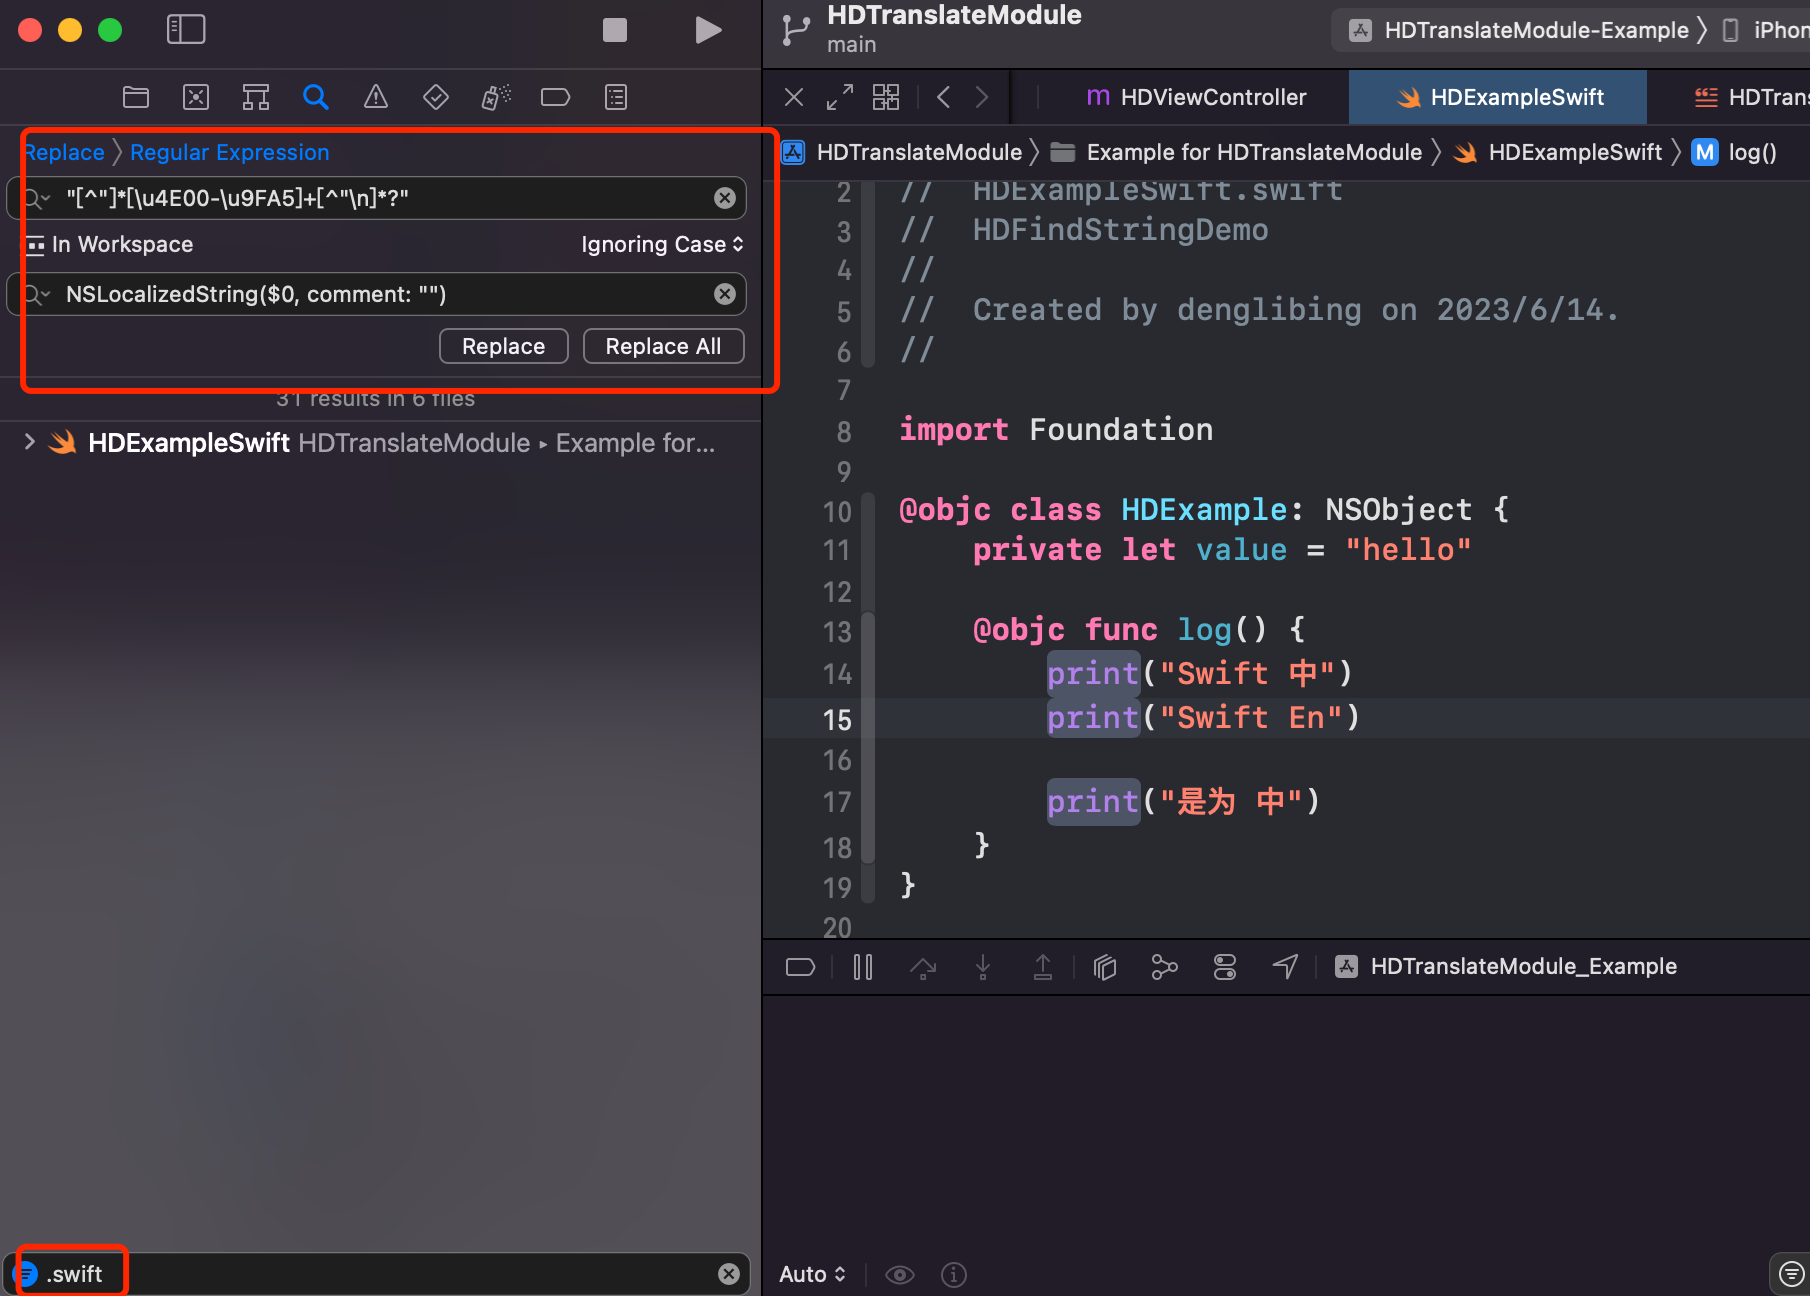 HDTranslateModule
main
HDTranslateModule-Example
iPhon
m HDViewController
HDExampleSwift
HDTrans
Replace
Regular Expression
"[^"]*[\u4E00-\u9FA5]+[^"\n]*?"
In Workspace
Ignoring Case
NSLocalizedString($0, comment: "")
Replace
Replace All
31 results in 6 files
HDExampleSwift HDTranslateModule ▸ Example for...
HDTranslateModule
Example for HDTranslateModule
HDExampleSwift
M log()
2 // HDExampleSwift.swift
3 // HDFindStringDemo
4 //
5 // Created by denglibing on 2023/6/14.
6 //
7
8 import Foundation
9
10 @objc class HDExample: NSObject {
11 private let value = "hello"
12
13 @objc func log() {
14 print("Swift 中")
15 print("Swift En")
16
17 print("是为 中")
18 }
19 }
20
HDTranslateModule_Example
.swift
Auto